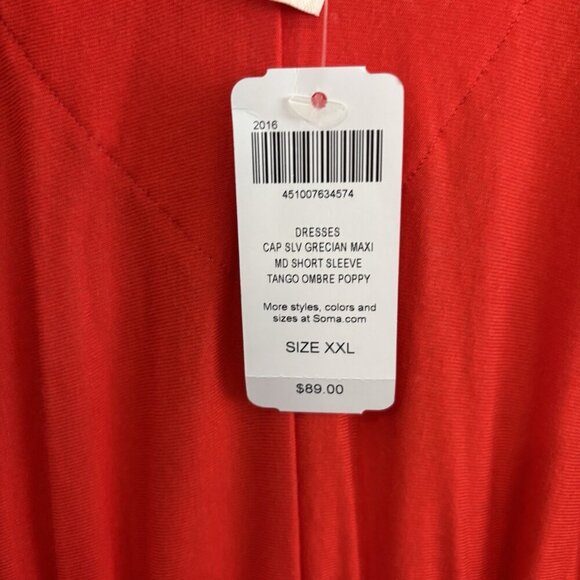 2016
451007634574
DRESSES
CAP SLV GRECIAN MAXI
MD SHORT SLEEVE
TANGO OMBRE POPPY
More styles, colors and
sizes at Soma.com
SIZE XXL
$89.00